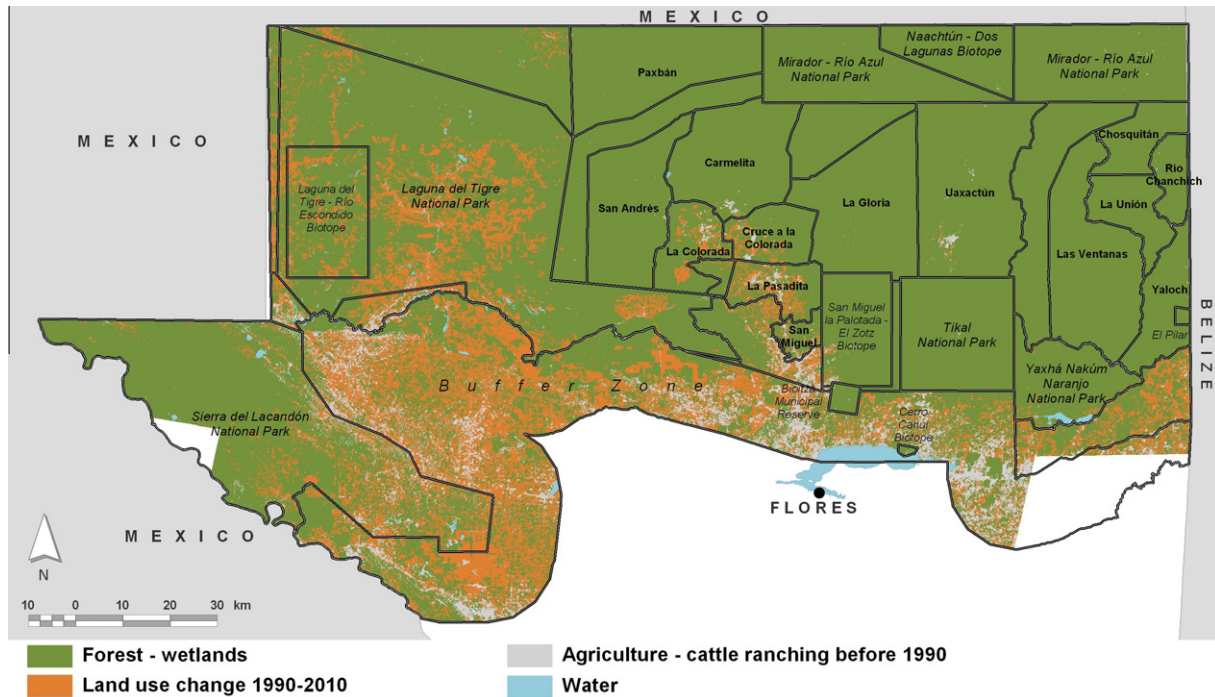 M E X I C O
Naachtún - Dos
Lagunas Biotope
Paxbán
Mirador - Río Azul
National Park
Mirador - Río Azul
National Park
M E X I C O
Chosquitán
Carmelita
Río
Chanchich
Laguna del
Tigre - Río
Escondido
Biotope
Laguna del Tigre
National Park
San Andrés
La Gloria
Uaxactún
La Unión
Cruce a la
Colorada
La Colorada
Las Ventanas
La Pasadita
Yaloch
San Miguel
la Palotada -
El Zotz
Biotope
Tikal
National Park
San
Miguel
El Pilar
BELIZE
Buffer Zone
Yaxhá Nakúm
Naranjo
National Park
Bioitzá
Municipal
Reserve
Sierra del Lacandón
National Park
Cerro
Cahuí
Biotope
FLORES
M E X I C O
N
10 0 10 20 30 km
Forest - wetlands
Agriculture - cattle ranching before 1990
Land use change 1990-2010
Water